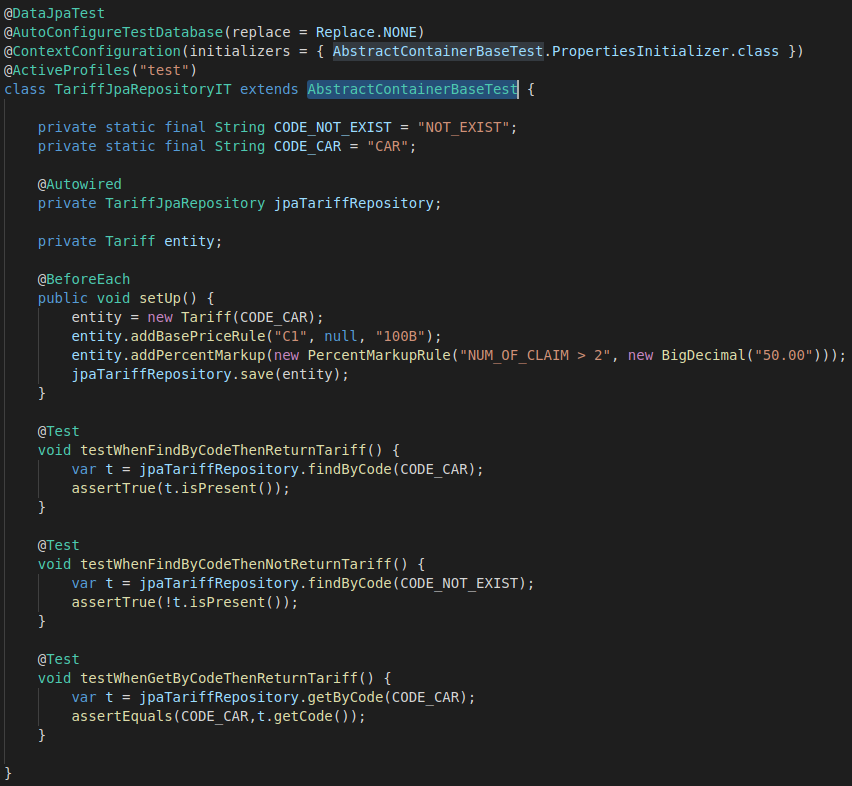 @DataJpaTest
@AutoConfigureTestDatabase(replace = Replace.NONE)
@ContextConfiguration(initializers = { AbstractContainerBaseTest.PropertiesInitializer.class })
@ActiveProfiles("test")
class TariffJpaRepositoryIT extends AbstractContainerBaseTest {
    private static final String CODE_NOT_EXIST = "NOT_EXIST";
    private static final String CODE_CAR = "CAR";
    @Autowired
    private TariffJpaRepository jpaTariffRepository;
    private Tariff entity;
    @BeforeEach
    public void setUp() {
        entity = new Tariff(CODE_CAR);
        entity.addBasePriceRule("C1", null, "100B");
        entity.addPercentMarkup(new PercentMarkupRule("NUM_OF_CLAIM > 2", new BigDecimal("50.00")));
        jpaTariffRepository.save(entity);
    }
    @Test
    void testWhenFindByCodeThenReturnTariff() {
        var t = jpaTariffRepository.findByCode(CODE_CAR);
        assertTrue(t.isPresent());
    }
    @Test
    void testWhenFindByCodeThenNotReturnTariff() {
        var t = jpaTariffRepository.findByCode(CODE_NOT_EXIST);
        assertTrue(!t.isPresent());
    }
    @Test
    void testWhenGetByCodeThenReturnTariff() {
        var t = jpaTariffRepository.getByCode(CODE_CAR);
        assertEquals(CODE_CAR,t.getCode());
    }
}